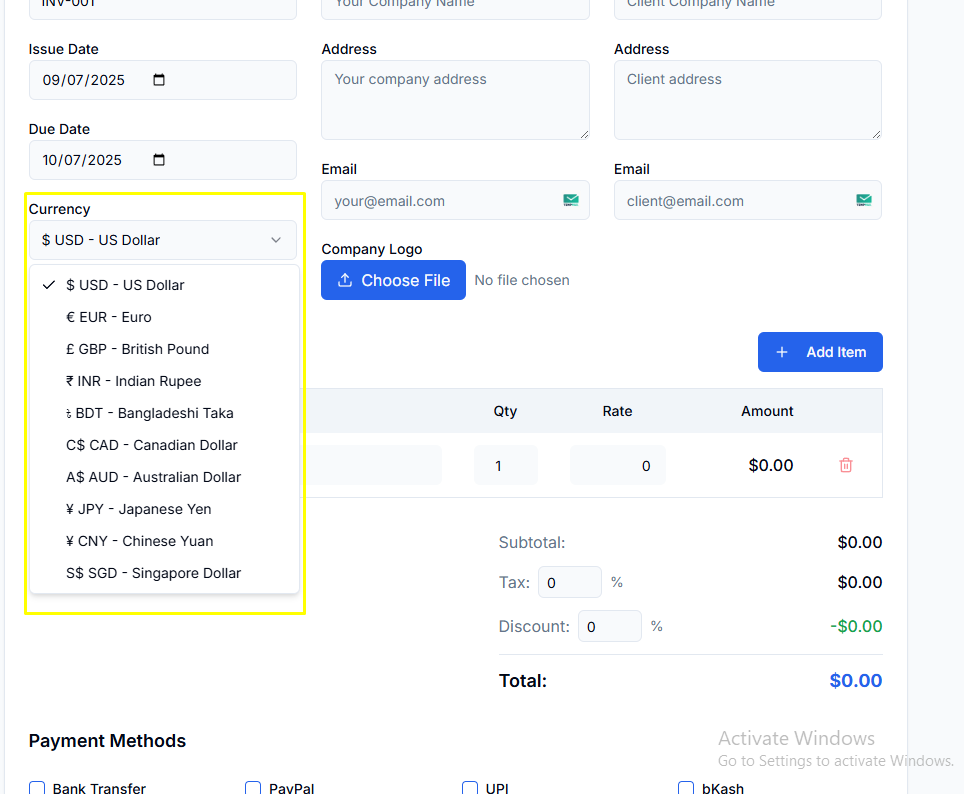 INV-001
Your Company Name
Client Company Name
Issue Date
09/07/2025
Due Date
10/07/2025
Currency
$ USD - US Dollar
$ USD - US Dollar
€ EUR - Euro
£ GBP - British Pound
₹ INR - Indian Rupee
৳ BDT - Bangladeshi Taka
C$ CAD - Canadian Dollar
A$ AUD - Australian Dollar
¥ JPY - Japanese Yen
¥ CNY - Chinese Yuan
S$ SGD - Singapore Dollar
Address
Your company address
Email
your@email.com
Company Logo
Choose File No file chosen
Address
Client address
Email
client@email.com
+ Add Item
Qty Rate Amount
1 0 $0.00
Subtotal: $0.00
Tax: 0 % $0.00
Discount: 0 % -$0.00
Total: $0.00
Payment Methods
Bank Transfer PayPal UPI bKash
Activate Windows
Go to Settings to activate Windows.